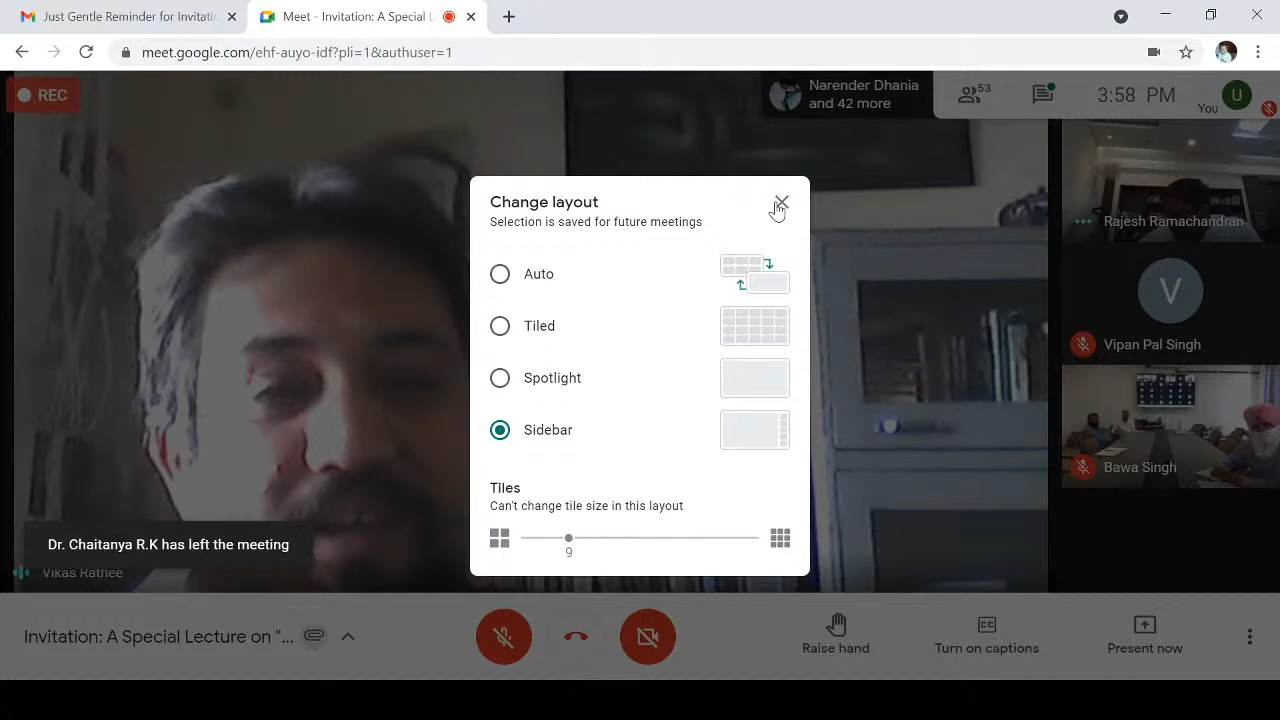 Just Gentle Reminder for Invitatio
Meet - Invitation: A Special L
meet.google.com/ehf-auyo-idf?pli=1&authuser=1
REC
Narender Dhania
and 42 more
53
3:58 PM
You
U
Change layout
Selection is saved for future meetings
Auto
Tiled
Spotlight
Sidebar
Tiles
Can't change tile size in this layout
9
Rajesh Ramachandran
V
Vipan Pal Singh
Bawa Singh
Dr. Chaitanya R.K has left the meeting
Vikas Rathee
Invitation: A Special Lecture on "...
Raise hand
CC
Turn on captions
Present now